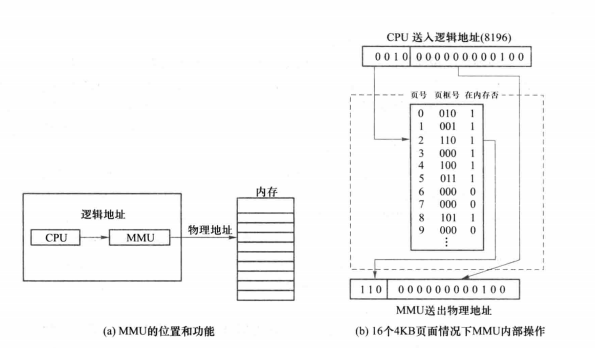 内存
逻辑地址
CPU
MMU
物理地址
(a) MMU的位置和功能
CPU 送入逻辑地址(8196)
0010 000000000100
页号 页框号 在内存否
0 010 1
1 001 1
2 110 1
3 000 1
4 100 1
5 011 1
6 000 0
7 000 0
8 101 1
9 000 0
⋮
110 000000000100
MMU送出物理地址
(b) 16个4KB页面情况下MMU内部操作